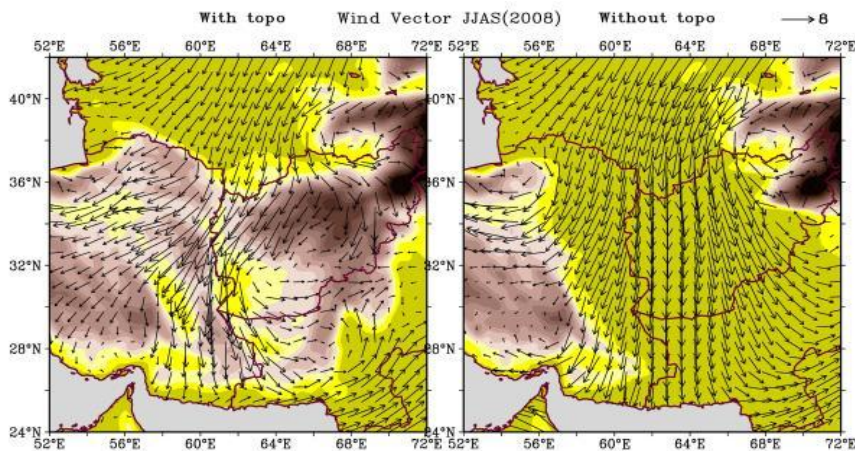 With topo Wind Vector JJAS(2008) Without topo 8
52°E 56°E 60°E 64°E 68°E 72°E 52°E 56°E 60°E 64°E 68°E 72°E
40°N 40°N
36°N 36°N
32°N 32°N
28°N 28°N
24°N 24°N
52°E 56°E 60°E 64°E 68°E 72°E 52°E 56°E 60°E 64°E 68°E 72°E